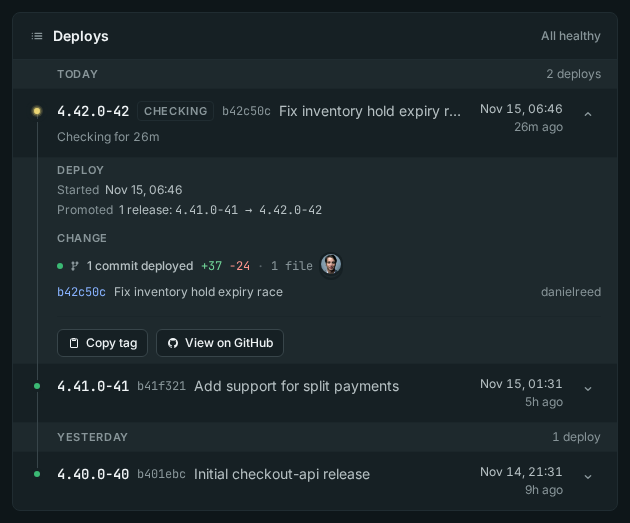 Deploys All healthy
TODAY 2 deploys
4.42.0-42 CHECKING b42c50c Fix inventory hold expiry r... Nov 15, 06:46
Checking for 26m 26m ago
DEPLOY
Started Nov 15, 06:46
Promoted 1 release: 4.41.0-41 → 4.42.0-42
CHANGE
1 commit deployed +37 -24 · 1 file
b42c50c Fix inventory hold expiry race danielreed
Copy tag View on GitHub
4.41.0-41 b41f321 Add support for split payments Nov 15, 01:31
5h ago
YESTERDAY 1 deploy
4.40.0-40 b401ebc Initial checkout-api release Nov 14, 21:31
9h ago